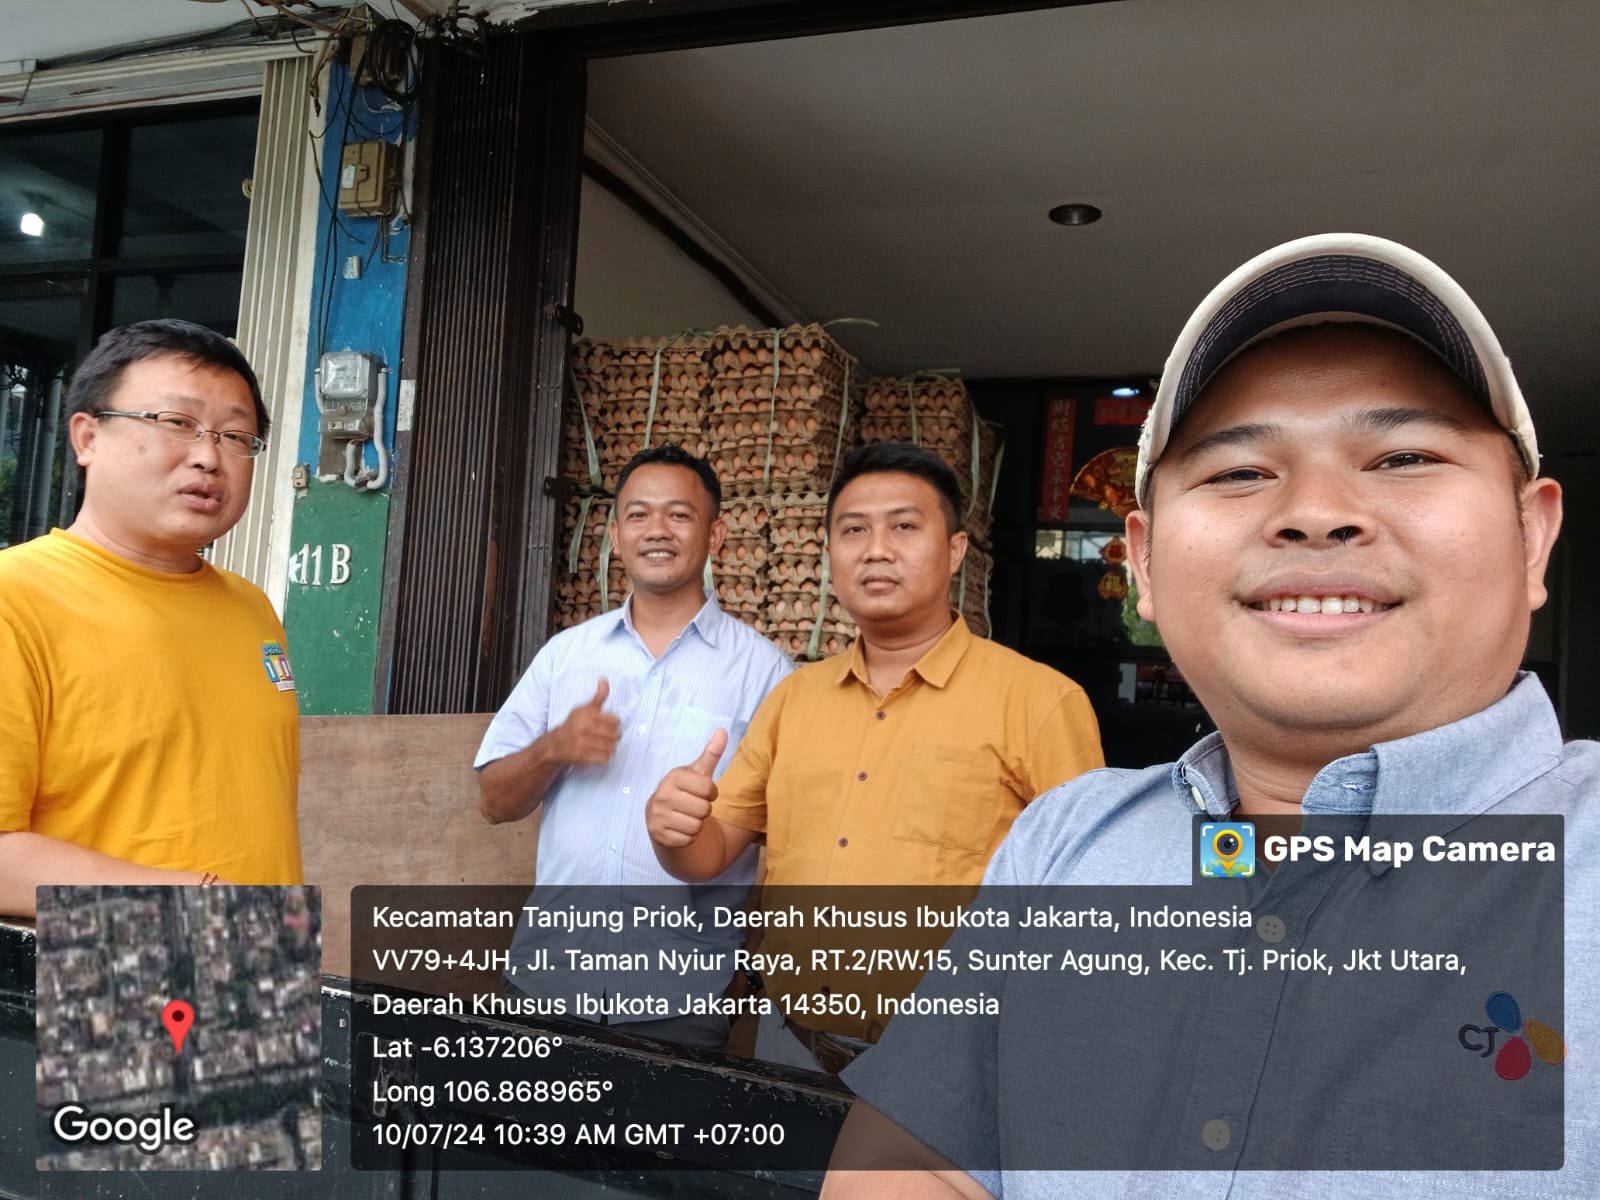 11 B
GPS Map Camera
Kecamatan Tanjung Priok, Daerah Khusus Ibukota Jakarta, Indonesia
VV79+4JH, Jl. Taman Nyiur Raya, RT.2/RW.15, Sunter Agung, Kec. Tj. Priok, Jkt Utara,
Daerah Khusus Ibukota Jakarta 14350, Indonesia
Lat -6.137206°
Long 106.868965°
10/07/24 10:39 AM GMT +07:00
Google
CJ